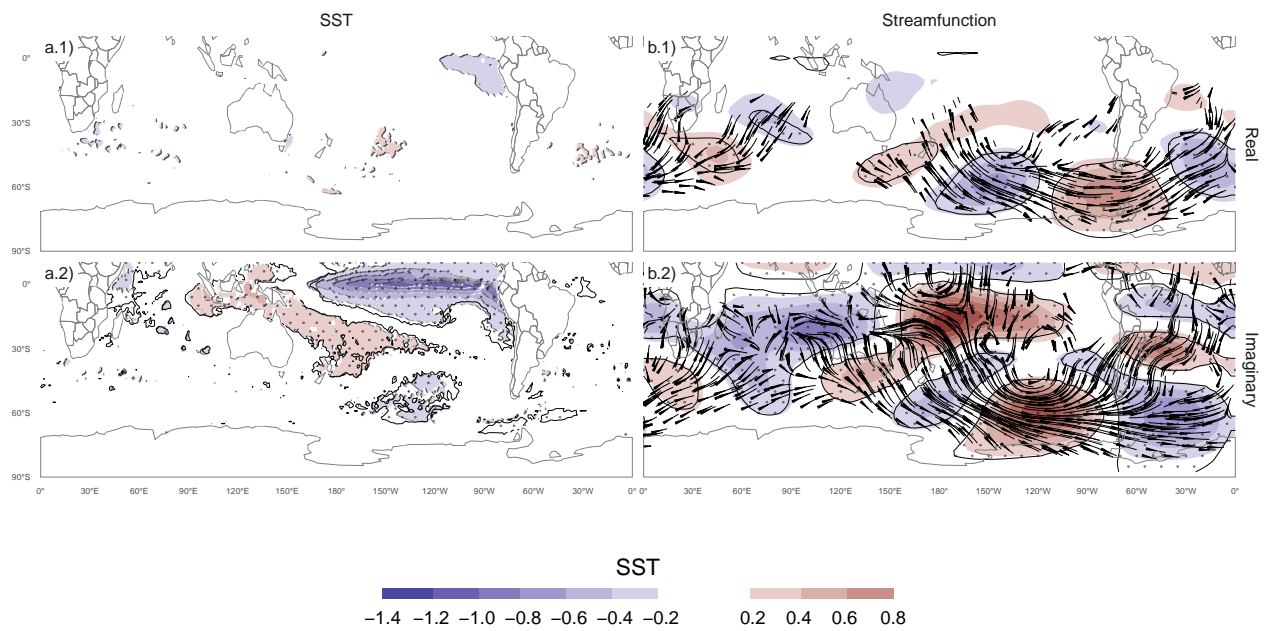 SST
Streamfunction
a.1)
b.1)
0°
30°S
60°S
90°S
Real
a.2)
b.2)
0°
30°S
60°S
90°S
Imaginary
0° 30°E 60°E 90°E 120°E 150°E 180° 150°W 120°W 90°W 60°W 30°W 0° 0° 30°E 60°E 90°E 120°E 150°E 180° 150°W 120°W 90°W 60°W 30°W 0°
SST
−1.4 −1.2 −1.0 −0.8 −0.6 −0.4 −0.2 0.2 0.4 0.6 0.8